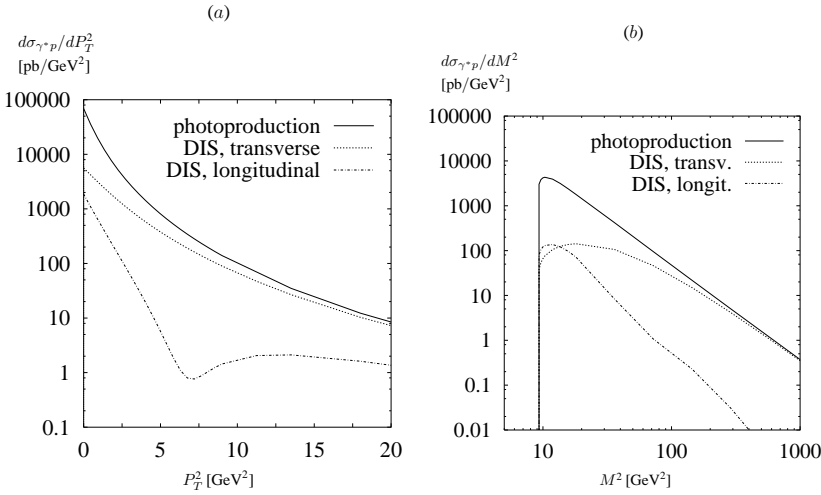 (a)
dσ_{γ*p}/dP_T^2
[pb/GeV^2]
100000
10000
1000
100
10
1
0.1
photoproduction
DIS, transverse
DIS, longitudinal
0 5 10 15 20
P_T^2 [GeV^2]
(b)
dσ_{γ*p}/dM^2
[pb/GeV^2]
100000
10000
1000
100
10
1
0.1
0.01
photoproduction
DIS, transv.
DIS, longit.
10 100 1000
M^2 [GeV^2]